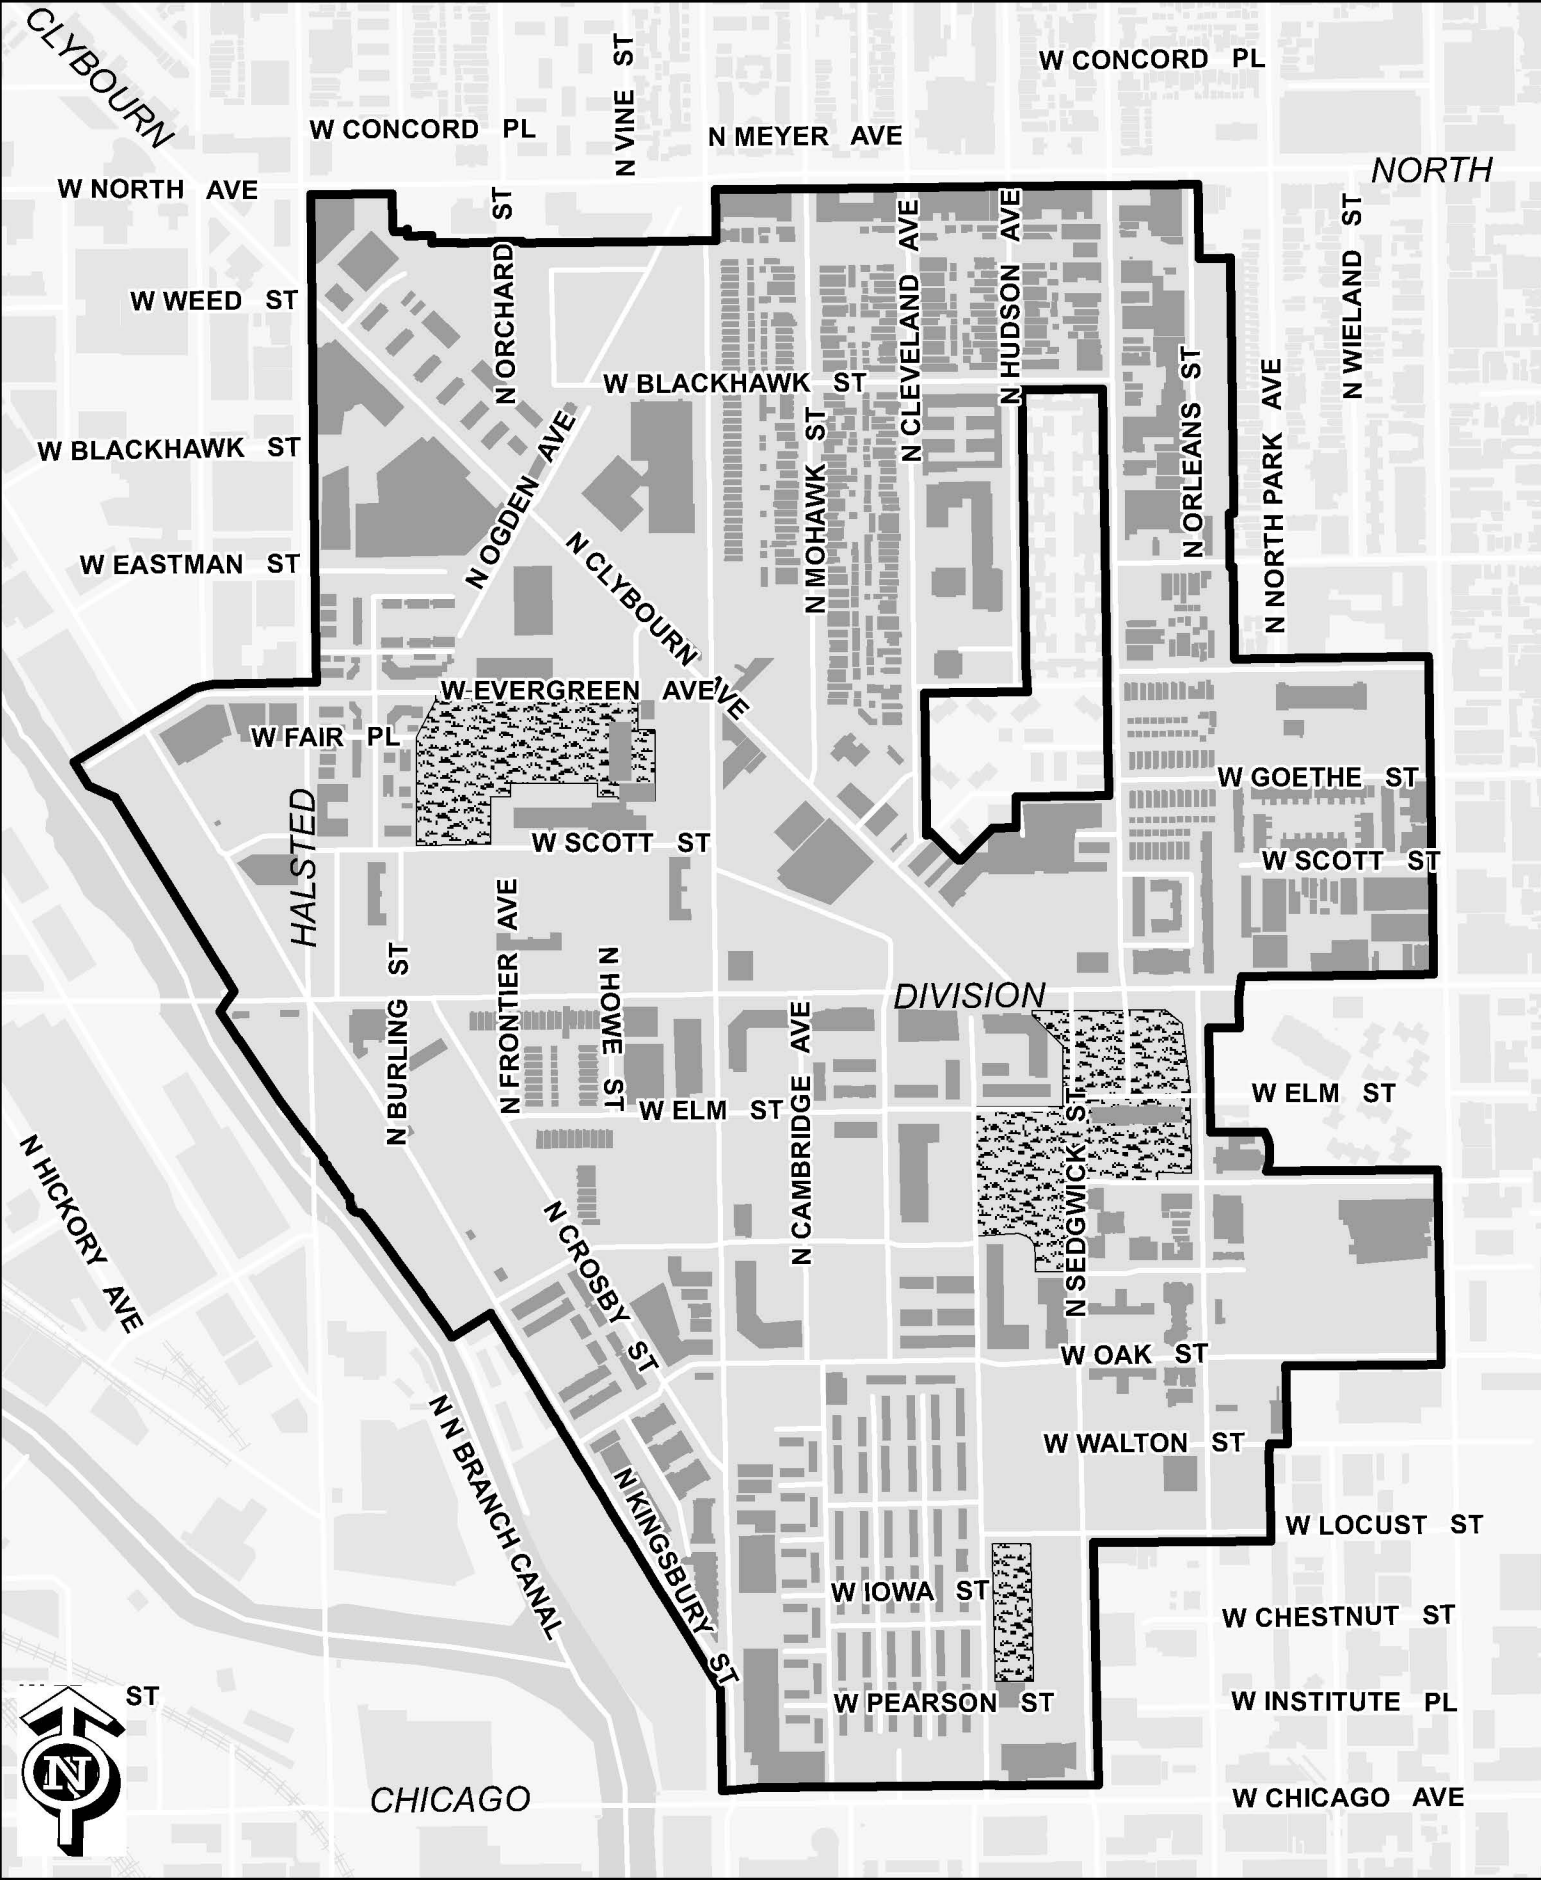 CLYBOURN
W CONCORD PL
N VINE ST
W CONCORD PL
N MEYER AVE
NORTH
W NORTH AVE
N ORCHARD ST
N CLEVELAND AVE
N HUDSON AVE
N WIELAND ST
W WEED ST
W BLACKHAWK ST
N ORLEANS ST
N NORTH PARK AVE
W BLACKHAWK ST
N OGDEN AVE
N MOHAWK ST
W EASTMAN ST
N CLYBOURN AVE
W EVERGREEN AVE
W FAIR PL
W GOETHE ST
HALSTED
W SCOTT ST
W SCOTT ST
N BURLING ST
N FRONTIER AVE
N HOWE ST
DIVISION
N CAMBRIDGE AVE
W ELM ST
W ELM ST
N SEDGWICK ST
N HICKORY AVE
N CROSBY ST
W OAK ST
N N BRANCH CANAL
W WALTON ST
N KINGSBURY ST
W LOCUST ST
W IOWA ST
W CHESTNUT ST
ST
W PEARSON ST
W INSTITUTE PL
N
CHICAGO
W CHICAGO AVE